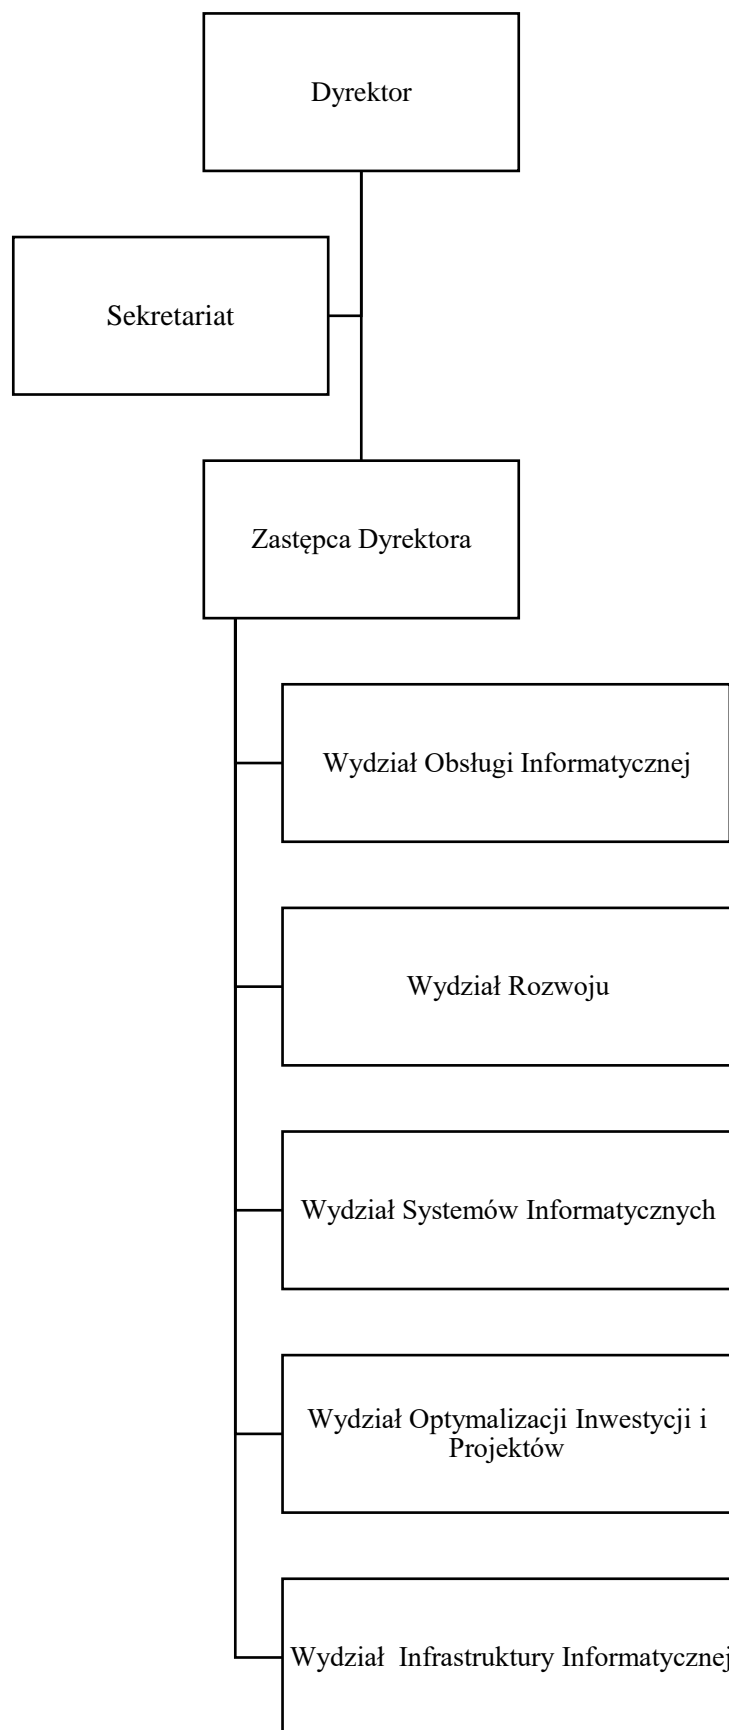 Dyrektor
Sekretariat
Zastępca Dyrektora
Wydział Obsługi Informatycznej
Wydział Rozwoju
Wydział Systemów Informatycznych
Wydział Optymalizacji Inwestycji i
Projektów
Wydział  Infrastruktury Informatycznej